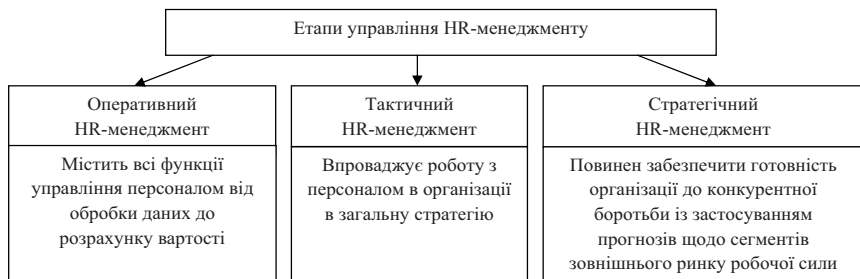 Етапи управління HR-менеджменту
Оперативний
HR-менеджмент
Містить всі функції
управління персоналом від
обробки даних до
розрахунку вартості
Тактичний
HR-менеджмент
Впроваджує роботу з
персоналом в організації
в загальну стратегію
Стратегічний
HR-менеджмент
Повинен забезпечити готовність
організації до конкурентної
боротьби із застосуванням
прогнозів щодо сегментів
зовнішнього ринку робочої сили